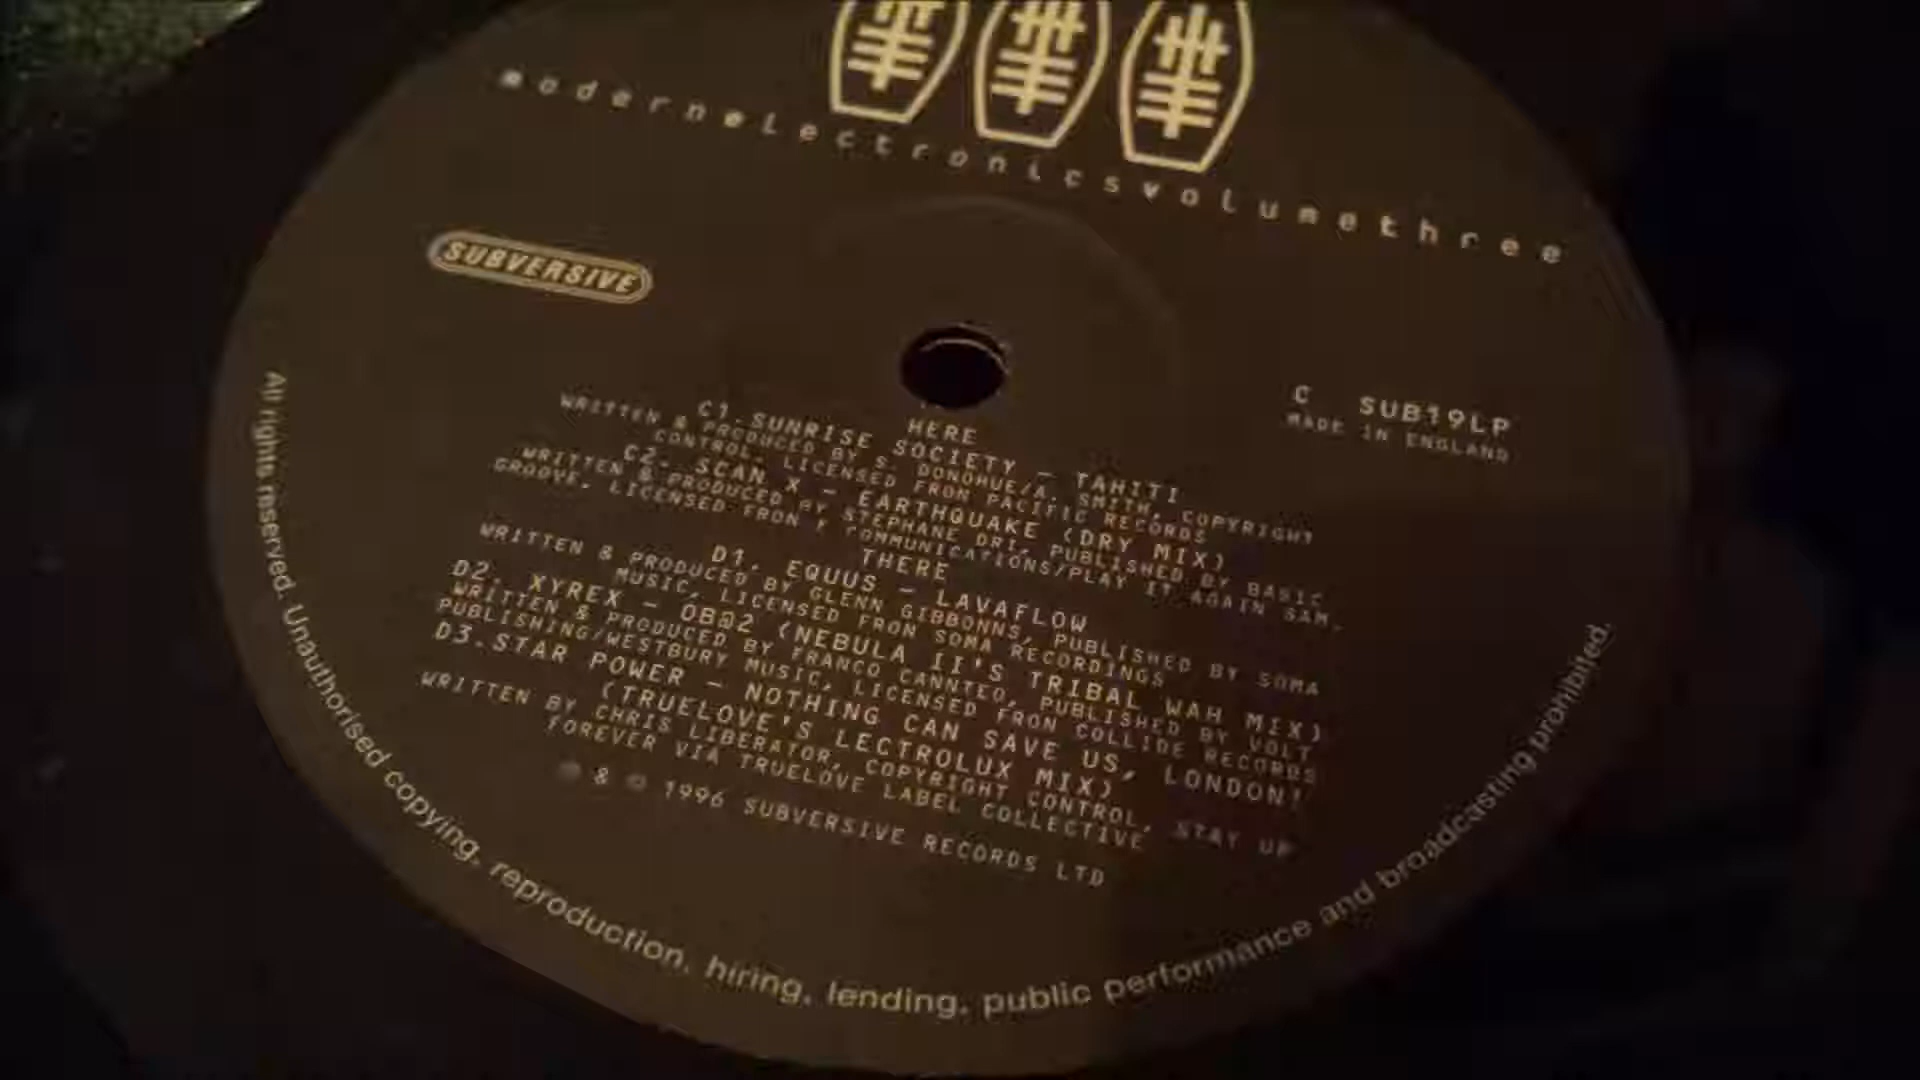 modernelectronicsvolumethree
SUBVERSIVE
C SUB19LP
MADE IN ENGLAND
HERE
C1.SUNRISE SOCIETY - TAHITI
WRITTEN & PRODUCED BY S. DONOHUE/A. SMITH, COPYRIGHT
CONTROL, LICENSED FROM PACIFIC RECORDS
C2. SCAN X - EARTHQUAKE (DRY MIX)
WRITTEN & PRODUCED BY STEPHANE DRI, PUBLISHED BY BASIC
GROOVE, LICENSED FROM F COMMUNICATIONS/PLAY IT AGAIN SAM.
THERE
D1. EQUUS - LAVAFLOW
WRITTEN & PRODUCED BY GLENN GIBBONNS, PUBLISHED BY SOMA
MUSIC, LICENSED FROM SOMA RECORDINGS
D2. XYREX - OB@2 (NEBULA II'S TRIBAL WAH MIX)
WRITTEN & PRODUCED BY FRANCO CANNTEO, PUBLISHED BY VOLT
PUBLISHING/WESTBURY MUSIC, LICENSED FROM COLLIDE RECORDS
D3.STAR POWER - NOTHING CAN SAVE US, LONDON!
(TRUELOVE'S LECTROLUX MIX)
WRITTEN BY CHRIS LIBERATOR, COPYRIGHT CONTROL, STAY UP
FOREVER VIA TRUELOVE LABEL COLLECTIVE
℗ & © 1996 SUBVERSIVE RECORDS LTD
All rights reserved. Unauthorised copying, reproduction, hiring, lending, public performance and broadcasting prohibited.